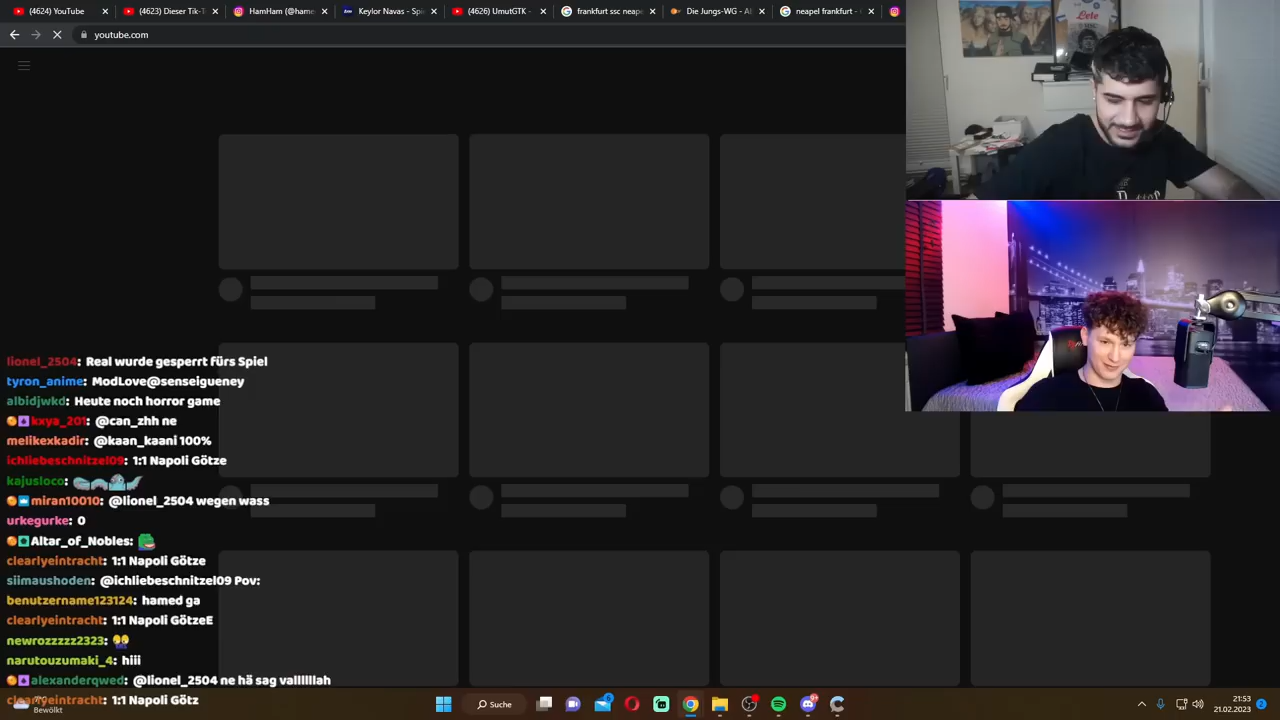 (4624) YouTube
(4623) Dieser Tik-T
HamHam (@hame
Keylor Navas - Spi
(4626) UmutGTK -
frankfurt ssc neape
Die Jungs-WG - Al
neapel frankfurt -
youtube.com
lionel_2504: Real wurde gesperrt fürs Spiel
tyron_anime: ModLove@senseigueney
albidjwkd: Heute noch horror game
kxya_201: @can_zhh ne
melikexkadir: @kaan_kaani 100%
ichliebeschnitzel09: 1:1 Napoli Götze
kajusloco:
miran10010: @lionel_2504 wegen wass
urkegurke: 0
Altar_of_Nobles:
clearlyeintracht: 1:1 Napoli Götze
siimaushoden: @ichliebeschnitzel09 Pov:
benutzername123124: hamed ga
clearlyeintracht: 1:1 Napoli GötzeE
newrozzzzz2323:
narutouzumaki_4: hiii
alexanderqwed: @lionel_2504 ne hä sag valllllllah
clearlyeintracht: 1:1 Napoli Götz
Bewölkt
Suche
21:53
21.02.2023